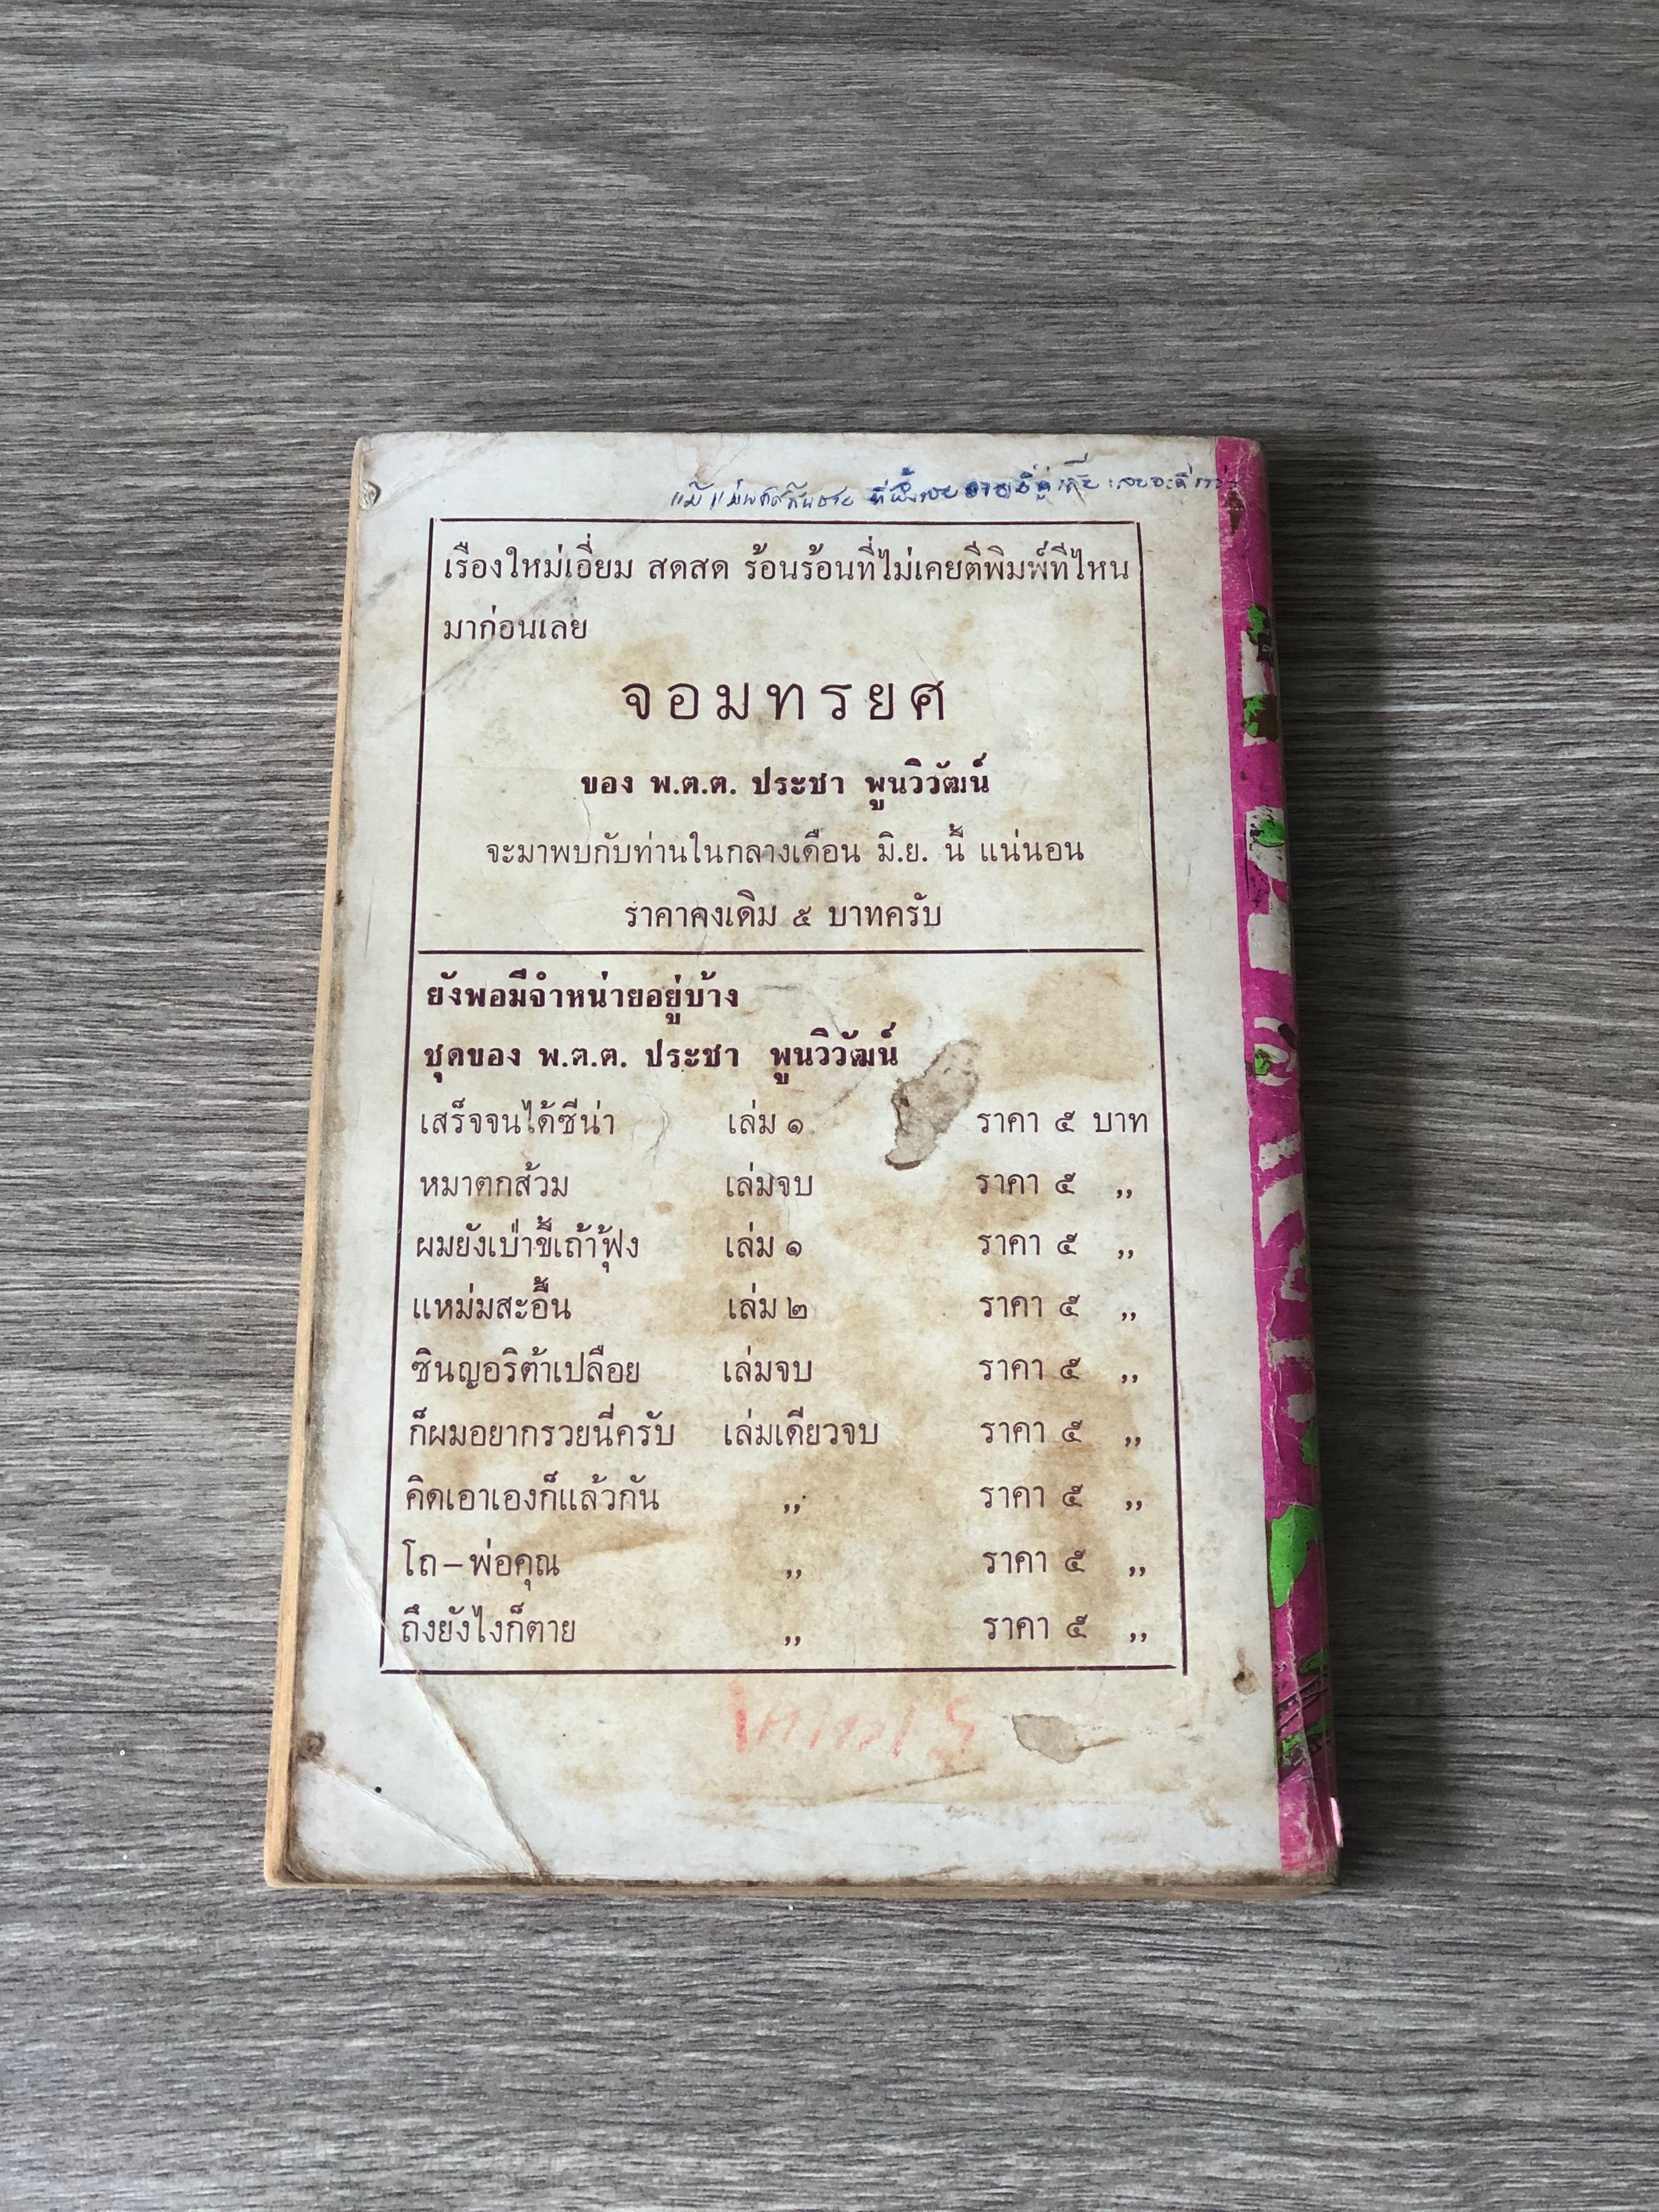 เรื่องใหม่เอี่ยม สดสด ร้อนร้อนที่ไม่เคยตีพิมพ์ที่ไหน
มาก่อนเลย
จอมทรยศ
ของ พ.ต.ต. ประชา พูนวิวัฒน์
จะมาพบกับท่านในกลางเดือน มิ.ย. นี้ แน่นอน
ราคาคงเดิม ๕ บาทครับ
ยังพอมีจำหน่ายอยู่บ้าง
ชุดของ พ.ต.ต. ประชา พูนวิวัฒน์
เสร็จจนได้ซีน่า เล่ม ๑ ราคา ๕ บาท
หมาตกส้วม เล่มจบ ราคา ๕ ,,
ผมยังเป่าขี้เถ้าฟุ้ง เล่ม ๑ ราคา ๕ ,,
แหม่มสะอื้น เล่ม ๒ ราคา ๕ ,,
ซินญอริต้าเปลือย เล่มจบ ราคา ๕ ,,
ก็ผมอยากรวยนี่ครับ เล่มเดียวจบ ราคา ๕ ,,
คิดเอาเองก็แล้วกัน ,, ราคา ๕ ,,
โถ – พ่อคุณ ,, ราคา ๕ ,,
ถึงยังไงก็ตาย ,, ราคา ๕ ,,